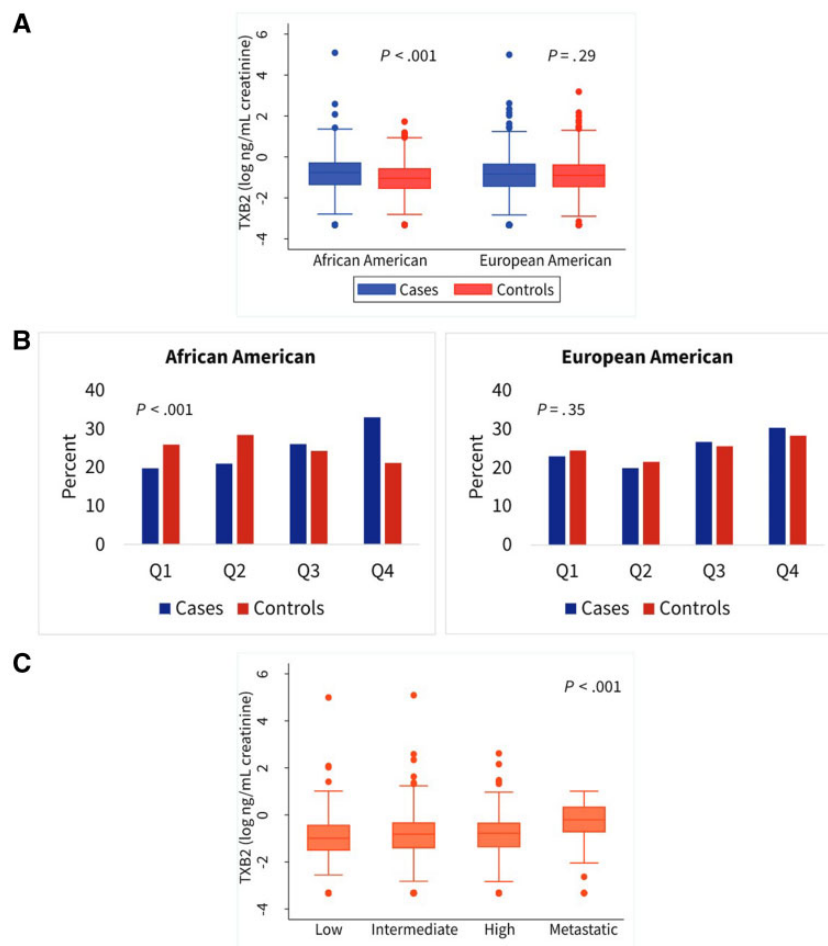 A
TXB2 (log ng/mL creatinine)
6
4
2
0
-2
-4
P < .001
P = .29
African American
European American
Cases
Controls
B
African American
Percent
40
30
20
10
0
P < .001
Q1
Q2
Q3
Q4
Cases
Controls
European American
Percent
40
30
20
10
0
P = .35
Q1
Q2
Q3
Q4
Cases
Controls
C
TXB2 (log ng/mL creatinine)
6
4
2
0
-2
-4
P < .001
Low
Intermediate
High
Metastatic